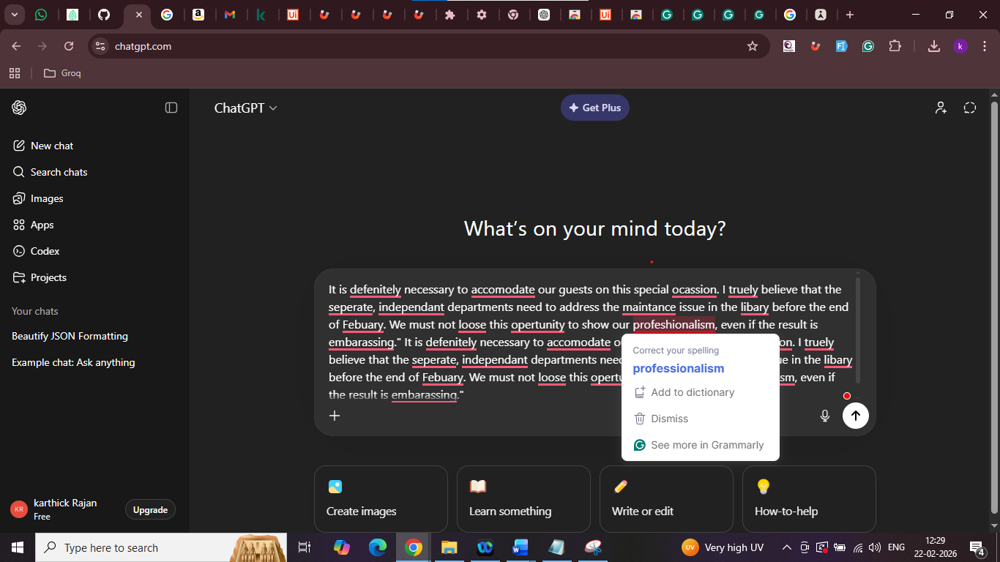 chatgpt.com
Groq
ChatGPT
Get Plus
New chat
Search chats
Images
Apps
Codex
Projects
Your chats
Beautify JSON Formatting
Example chat: Ask anything
karthick Rajan
Free
Upgrade
KR
What's on your mind today?
It is defenitely necessary to accomodate our guests on this special ocassion. I truely believe that the
seperate, independant departments need to address the maintance issue in the libary before the end
of Febuary. We must not loose this opertunity to show our profeshionalism, even if the result is
embarassing." It is defenitely necessary to accomodate o on. I truely
believe that the seperate, independant departments nee ue in the libary
before the end of Febuary. We must not loose this opertu sm, even if
the result is embarassing."
Correct your spelling
professionalism
Add to dictionary
Dismiss
See more in Grammarly
Create images
Learn something
Write or edit
How-to-help
Type here to search
UV
Very high UV
ENG
12:29
22-02-2026
4